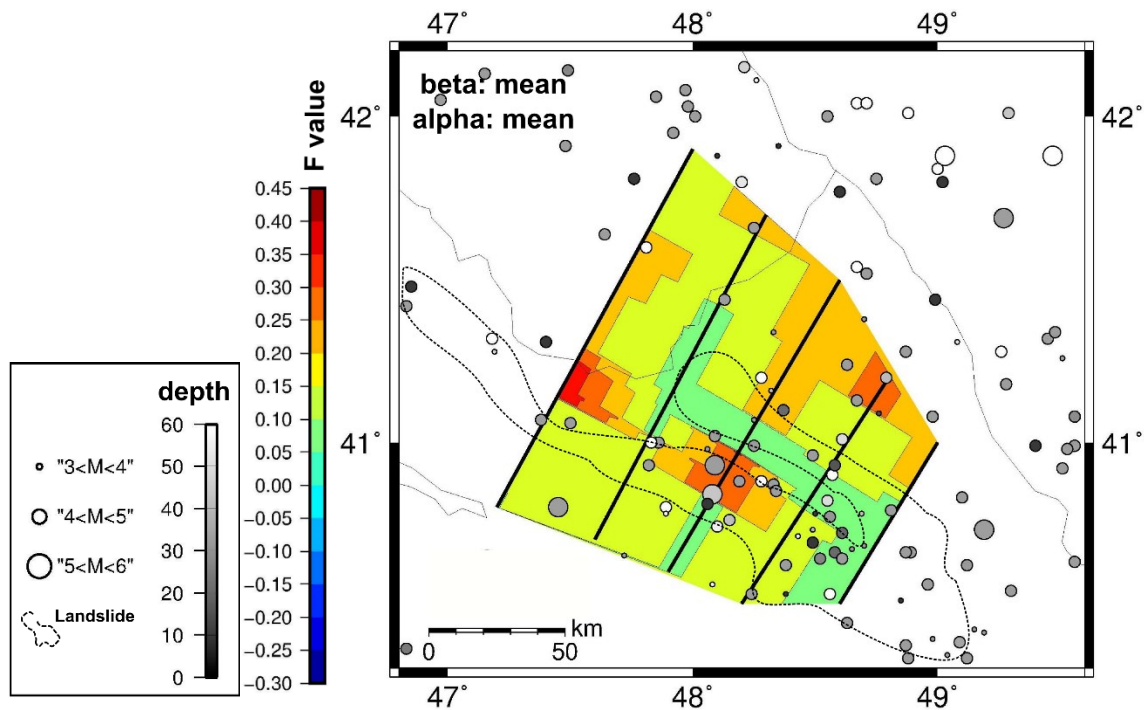 47° 48° 49°
beta: mean
alpha: mean
42° 42°
41° 41°
km
0 50
47° 48° 49°
F value
0.45
0.40
0.35
0.30
0.25
0.20
0.15
0.10
0.05
0.00
−0.05
−0.10
−0.15
−0.20
−0.25
−0.30
depth
60
50
40
30
20
10
0
"3<M<4"
"4<M<5"
"5<M<6"
Landslide